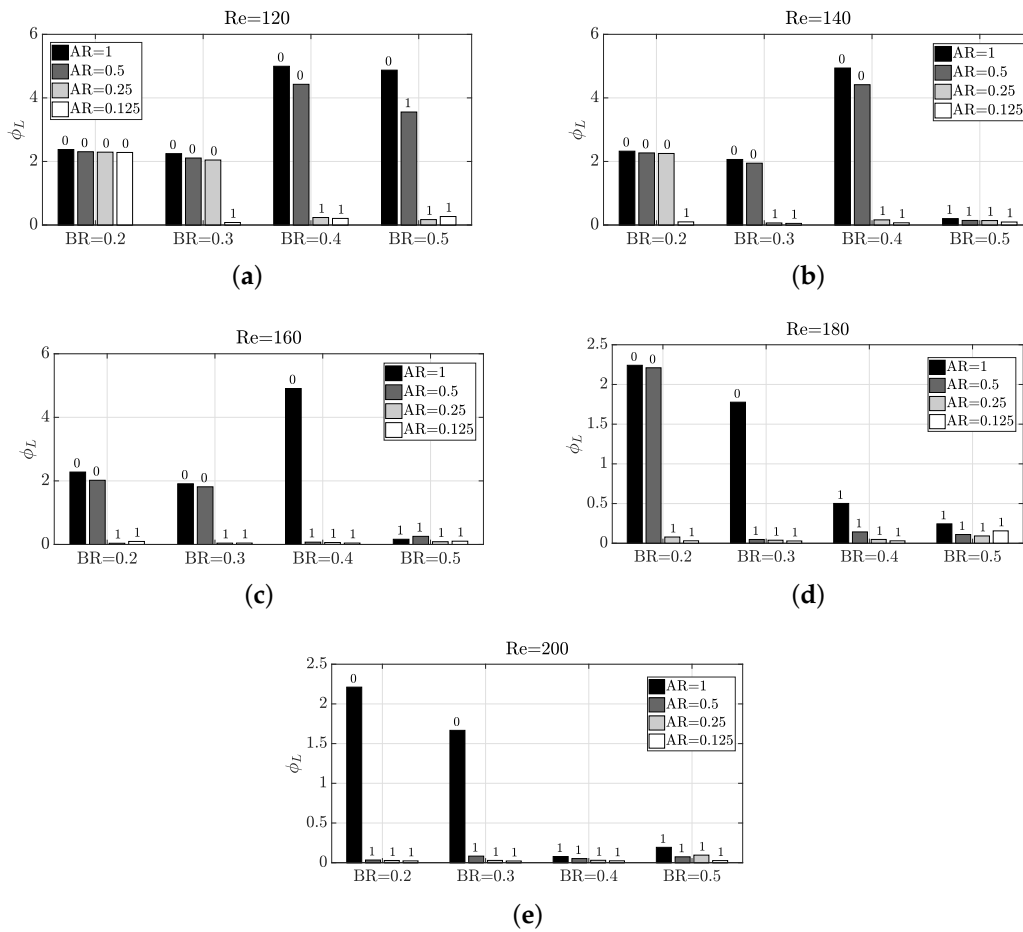 Re=120
6
4
2
0
ϕ_L
AR=1
AR=0.5
AR=0.25
AR=0.125
0 0 0 0
0 0 0 1
0 0 1 1
0 1 1 1
BR=0.2 BR=0.3 BR=0.4 BR=0.5
(a)
Re=140
6
4
2
0
ϕ_L
AR=1
AR=0.5
AR=0.25
AR=0.125
0 0 0 1
0 0 1 1
0 0 1 1
1 1 1 1
BR=0.2 BR=0.3 BR=0.4 BR=0.5
(b)
Re=160
6
4
2
0
ϕ_L
AR=1
AR=0.5
AR=0.25
AR=0.125
0 0 1 1
0 0 1 1
0 1 1 1
1 1 1 1
BR=0.2 BR=0.3 BR=0.4 BR=0.5
(c)
Re=180
2.5
2
1.5
1
0.5
0
ϕ_L
AR=1
AR=0.5
AR=0.25
AR=0.125
0 0 1 1
0 1 1 1
1 1 1 1
1 1 1 1
BR=0.2 BR=0.3 BR=0.4 BR=0.5
(d)
Re=200
2.5
2
1.5
1
0.5
0
ϕ_L
AR=1
AR=0.5
AR=0.25
AR=0.125
0 1 1 1
0 1 1 1
1 1 1 1
1 1 1 1
BR=0.2 BR=0.3 BR=0.4 BR=0.5
(e)